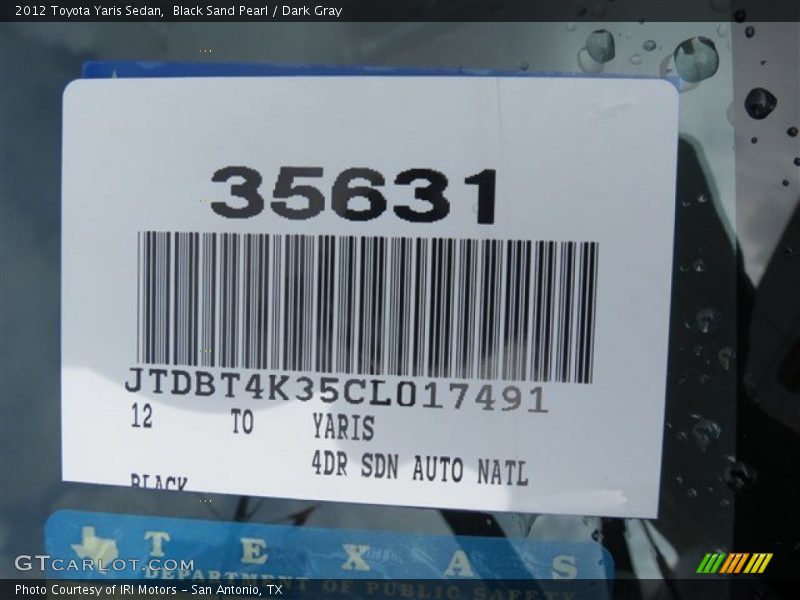 2012 Toyota Yaris Sedan,  Black Sand Pearl / Dark Gray
35631
JTDBT4K35CL017491
12 TO YARIS
4DR SDN AUTO NATL
BLACK
TEXAS
DEPARTMENT OF PUBLIC SAFETY
GTCARLOT.COM
Photo Courtesy of IRI Motors – San Antonio, TX